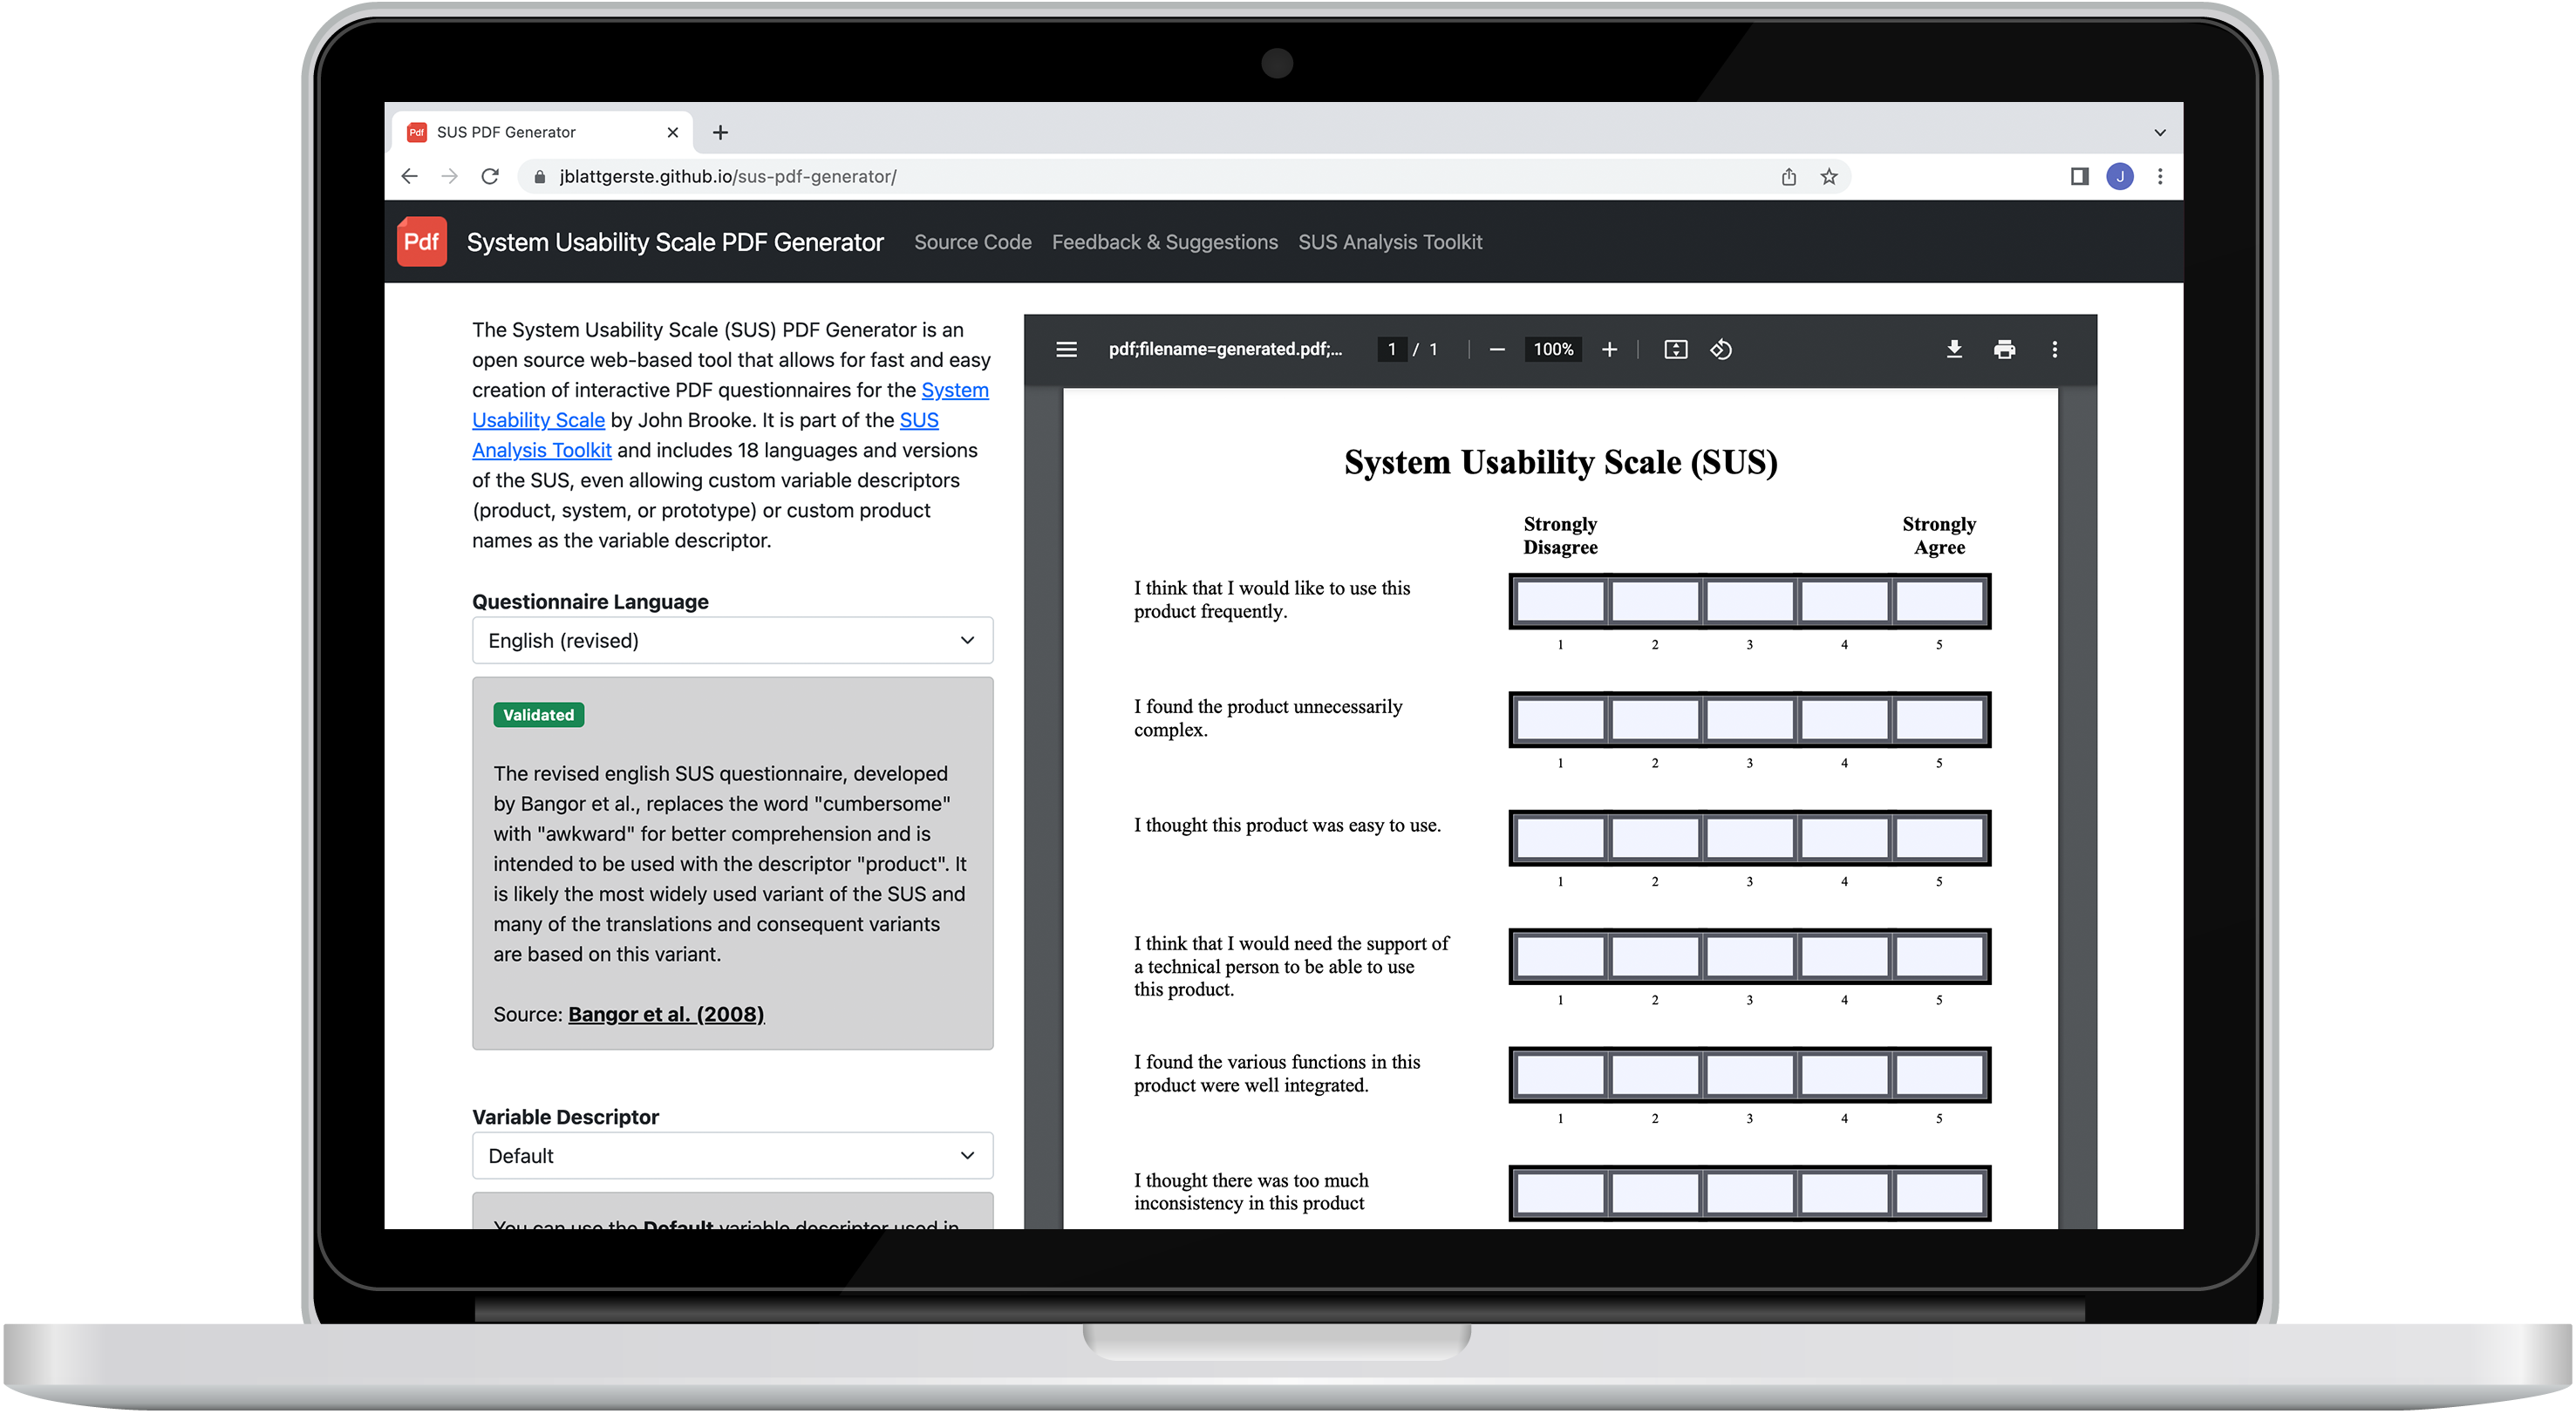 Pdf SUS PDF Generator
jblattgerste.github.io/sus-pdf-generator/
J
Pdf
System Usability Scale PDF Generator
Source Code
Feedback & Suggestions
SUS Analysis Toolkit
The System Usability Scale (SUS) PDF Generator is an
open source web-based tool that allows for fast and easy
creation of interactive PDF questionnaires for the System
Usability Scale by John Brooke. It is part of the SUS
Analysis Toolkit and includes 18 languages and versions
of the SUS, even allowing custom variable descriptors
(product, system, or prototype) or custom product
names as the variable descriptor.
Questionnaire Language
English (revised)
Validated
The revised english SUS questionnaire, developed
by Bangor et al., replaces the word "cumbersome"
with "awkward" for better comprehension and is
intended to be used with the descriptor "product". It
is likely the most widely used variant of the SUS and
many of the translations and consequent variants
are based on this variant.
Source: Bangor et al. (2008)
Variable Descriptor
Default
You can use the Default variable descriptor used in
pdf;filename=generated.pdf;...
1 / 1
100%
System Usability Scale (SUS)
Strongly
Disagree
Strongly
Agree
I think that I would like to use this
product frequently.
1 2 3 4 5
I found the product unnecessarily
complex.
1 2 3 4 5
I thought this product was easy to use.
1 2 3 4 5
I think that I would need the support of
a technical person to be able to use
this product.
1 2 3 4 5
I found the various functions in this
product were well integrated.
1 2 3 4 5
I thought there was too much
inconsistency in this product